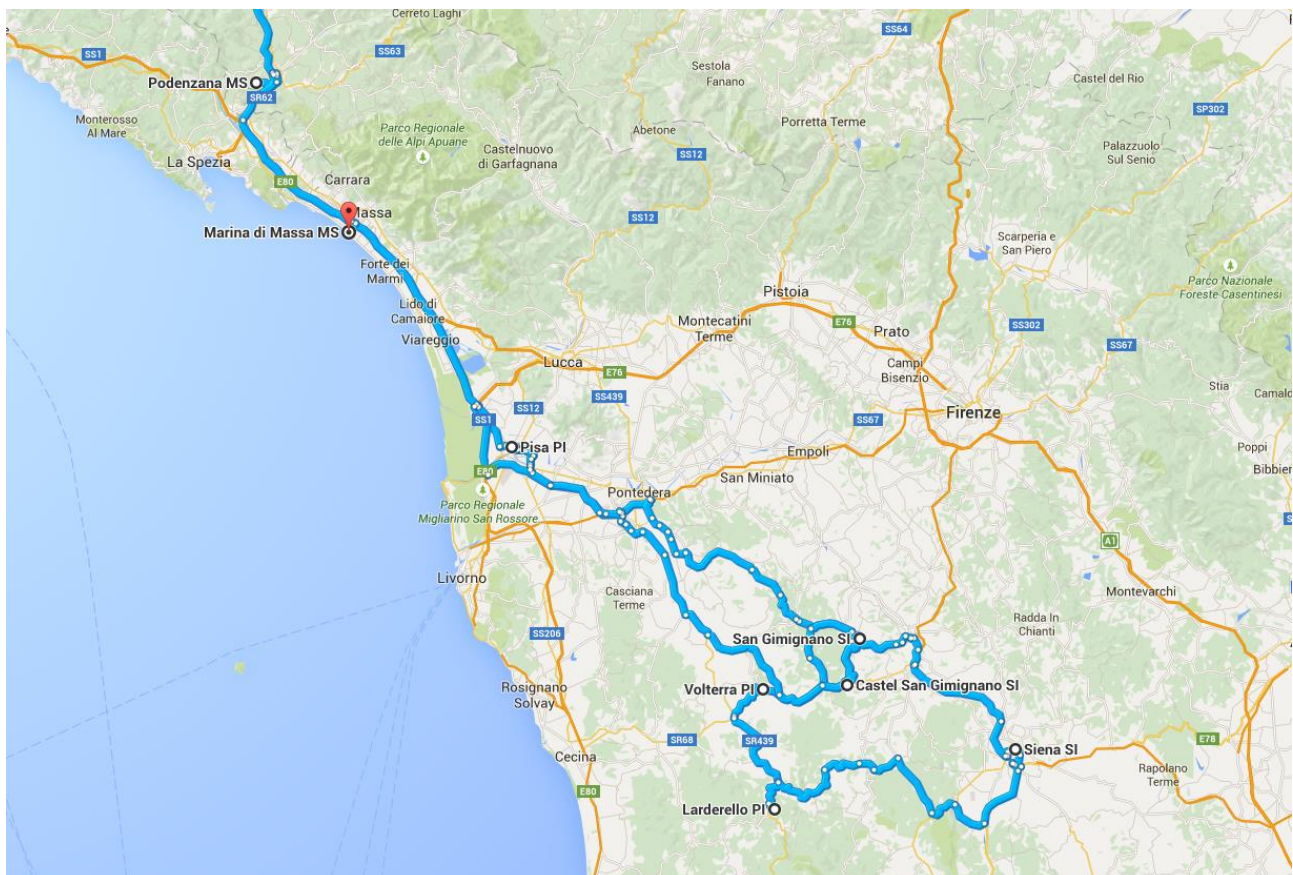 Cerreto Laghi
SS64
SS1
SS63
Sestola
Fanano
Castel del Rio
Podenzana MS
SR62
SP302
Monterosso
Al Mare
Parco Regionale
delle Alpi Apuane
Abetone
Porretta Terme
Palazzuolo
Sul Senio
La Spezia
Castelnuovo
di Garfagnana
SS12
E80
Carrara
SS12
Massa
Marina di Massa MS
Scarperia e
San Piero
Forte dei
Marmi
Parco Nazionale
Foreste Casentinesi
Lido di
Camaiore
Pistoia
Viareggio
Montecatini
Terme
E76
Prato
SS302
SS67
Lucca
E76
Campi
Bisenzio
Stia
SS439
Camaldo
SS1
SS12
SS67
Firenze
Pisa PI
Empoli
Poppi
E80
San Miniato
Bibbien
Parco Regionale
Migliarino San Rossore
Pontedera
A1
Livorno
Casciana
Terme
Montevarchi
Radda In
Chianti
SS206
San Gimignano SI
Rosignano
Solvay
Volterra PI
Castel San Gimignano SI
SR68
SR439
Siena SI
E78
Cecina
Rapolano
Terme
E80
Larderello PI